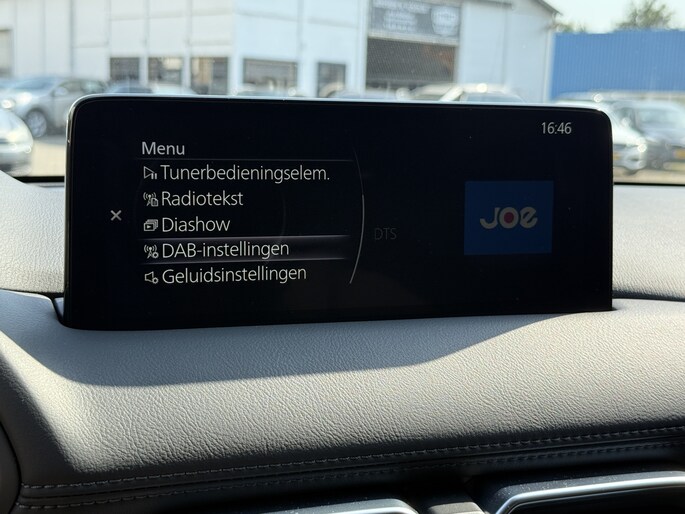 16:46
Menu
Tunerbedieningselem.
Radiotekst
Diashow
DAB-instellingen
Geluidsinstellingen
DTS
JOE